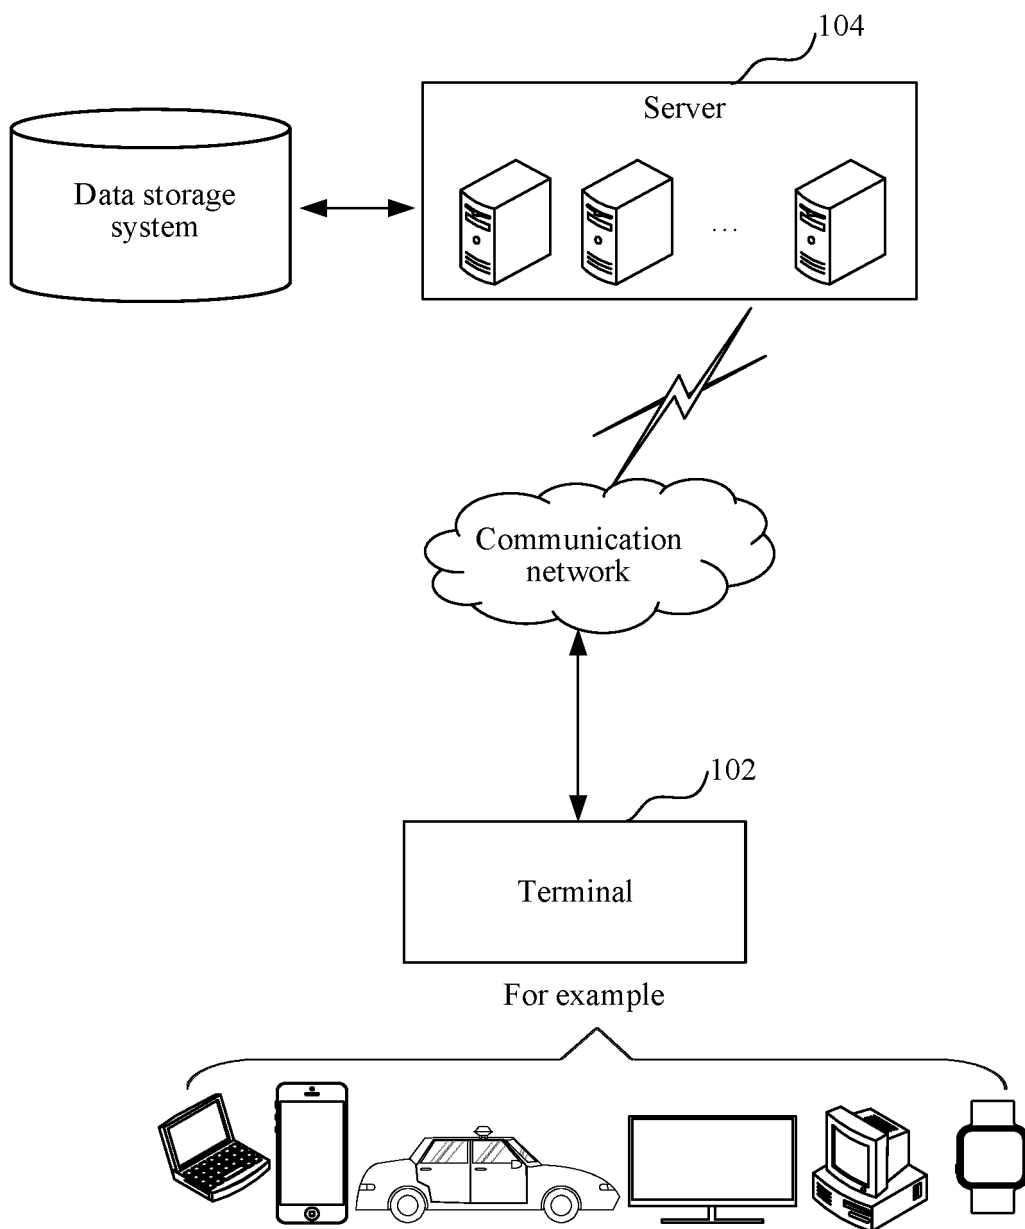 104
Server
Data storage
system
...
Communication
network
102
Terminal
For example